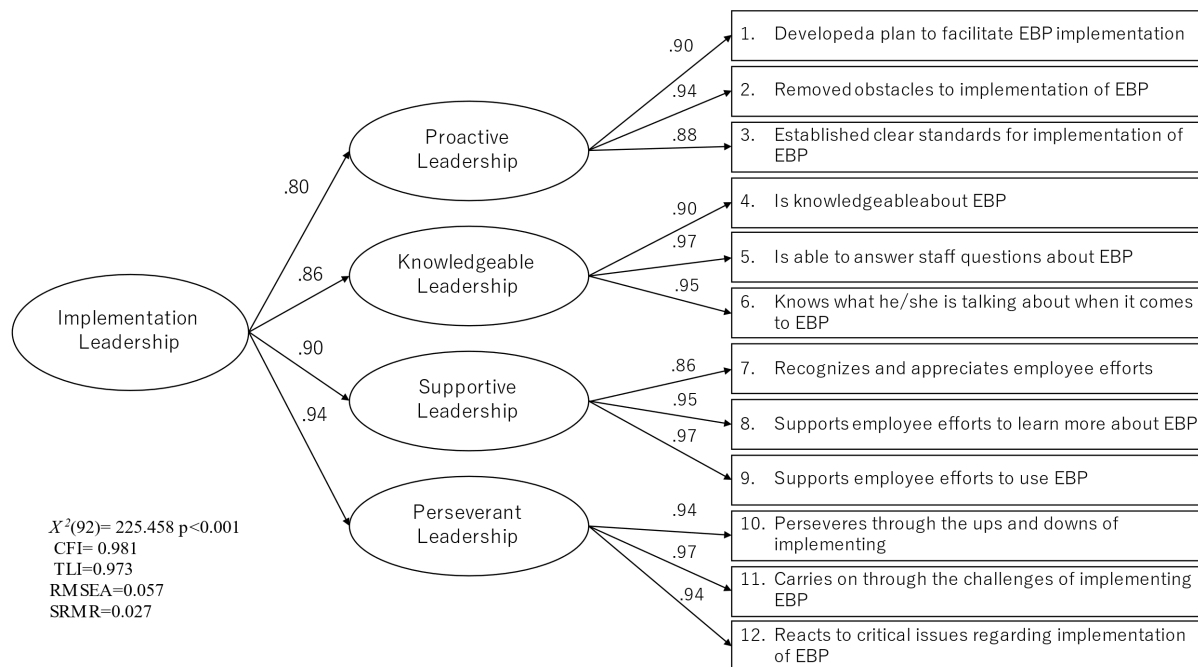 .90
1. Developeda plan to facilitate EBP implementation
.94
2. Removed obstacles to implementation of EBP
.88
3. Established clear standards for implementation of
EBP
Proactive
Leadership
.80
.90
4. Is knowledgeableabout EBP
.97
5. Is able to answer staff questions about EBP
.95
6. Knows what he/she is talking about when it comes
to EBP
Knowledgeable
Leadership
.86
Implementation
Leadership
.90
.86
7. Recognizes and appreciates employee efforts
.95
8. Supports employee efforts to learn more about EBP
.97
9. Supports employee efforts to use EBP
Supportive
Leadership
.94
.94
10. Perseveres through the ups and downs of
implementing
.97
11. Carries on through the challenges of implementing
EBP
.94
12. Reacts to critical issues regarding implementation
of EBP
Perseverant
Leadership
X²(92)= 225.458 p<0.001
CFI= 0.981
TLI=0.973
RMSEA=0.057
SRMR=0.027